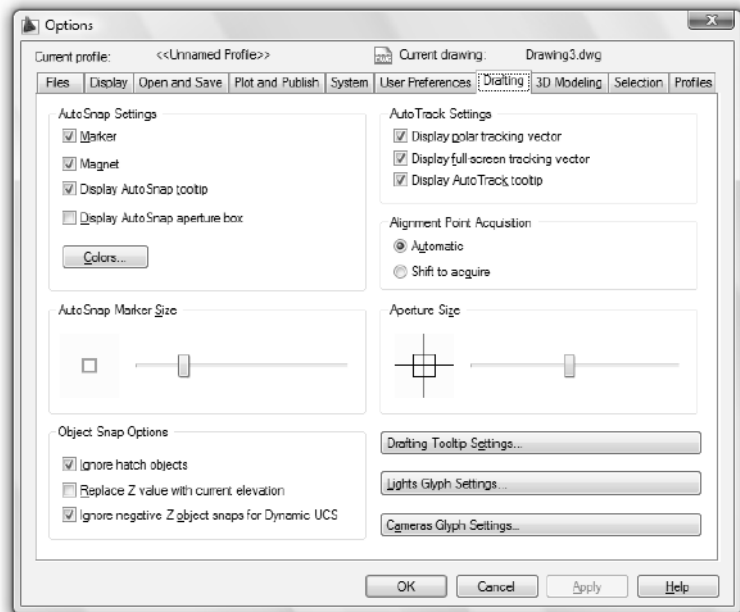 Options
Current profile: <<Unnamed Profile>> Current drawing: Drawing3.dwg
Files Display Open and Save Plot and Publish System User Preferences Drafting 3D Modeling Selection Profiles
AutoSnap Settings
Marker
Magnet
Display AutoSnap tooltip
Display AutoSnap aperture box
Colors...
AutoTrack Settings
Display polar tracking vector
Display full-screen tracking vector
Display AutoTrack tooltip
Alignment Point Acquisition
Automatic
Shift to acquire
AutoSnap Marker Size
Aperture Size
Object Snap Options
Ignore hatch objects
Replace Z value with current elevation
Ignore negative Z object snaps for Dynamic UCS
Drafting Tooltip Settings...
Lights Glyph Settings...
Cameras Glyph Settings...
OK Cancel Apply Help